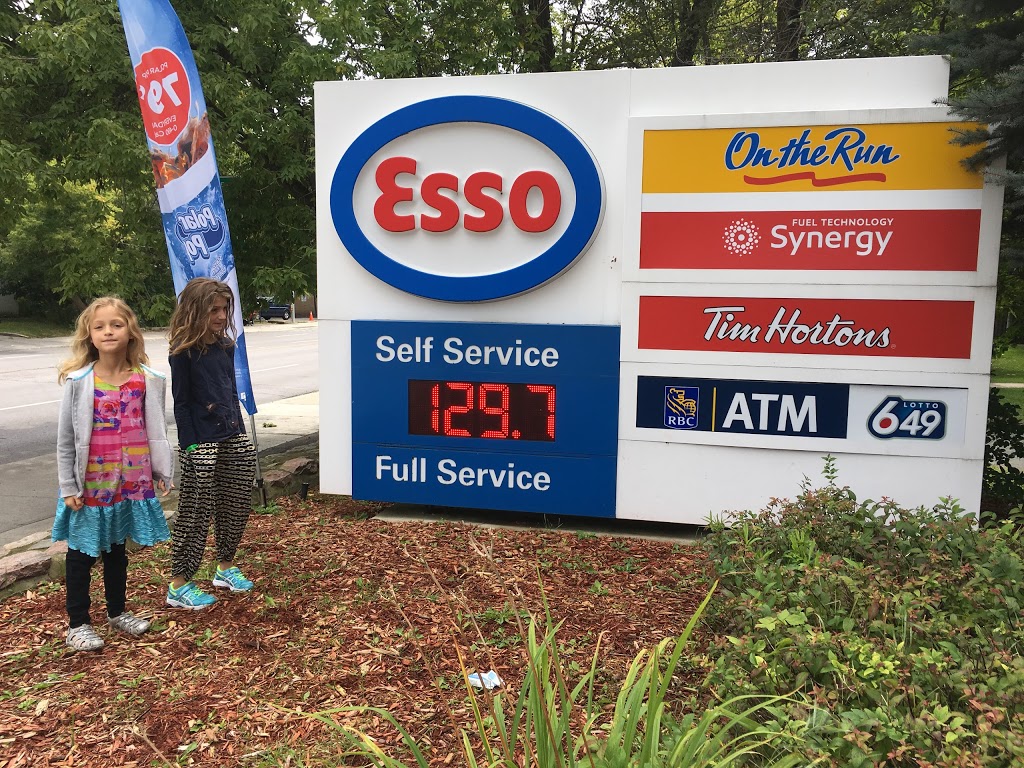 79¢
Polar
Esso
Self Service
129.7
Full Service
On the Run
FUEL TECHNOLOGY
Synergy
Tim Hortons
RBC
ATM
LOTTO
649